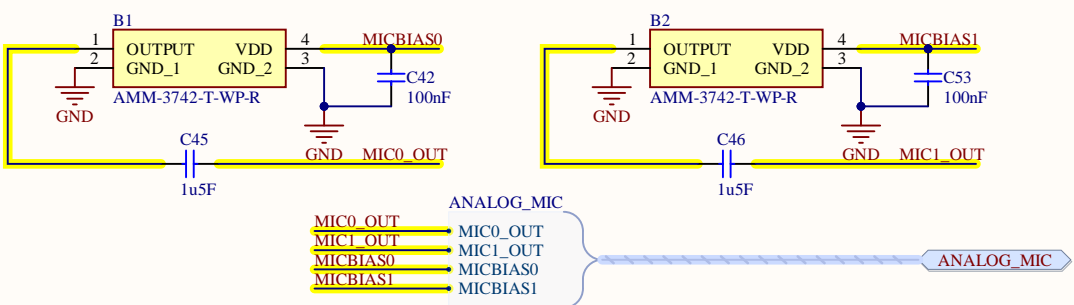 B1
1 OUTPUT VDD 4 MICBIAS0
2 GND_1 GND_2 3
C42
100nF
AMM-3742-T-WP-R
GND
GND
C45
1u5F
MIC0_OUT
B2
1 OUTPUT VDD 4 MICBIAS1
2 GND_1 GND_2 3
C53
100nF
AMM-3742-T-WP-R
GND
GND
C46
1u5F
MIC1_OUT
ANALOG_MIC
MIC0_OUT MIC0_OUT
MIC1_OUT MIC1_OUT
MICBIAS0 MICBIAS0
MICBIAS1 MICBIAS1
ANALOG_MIC